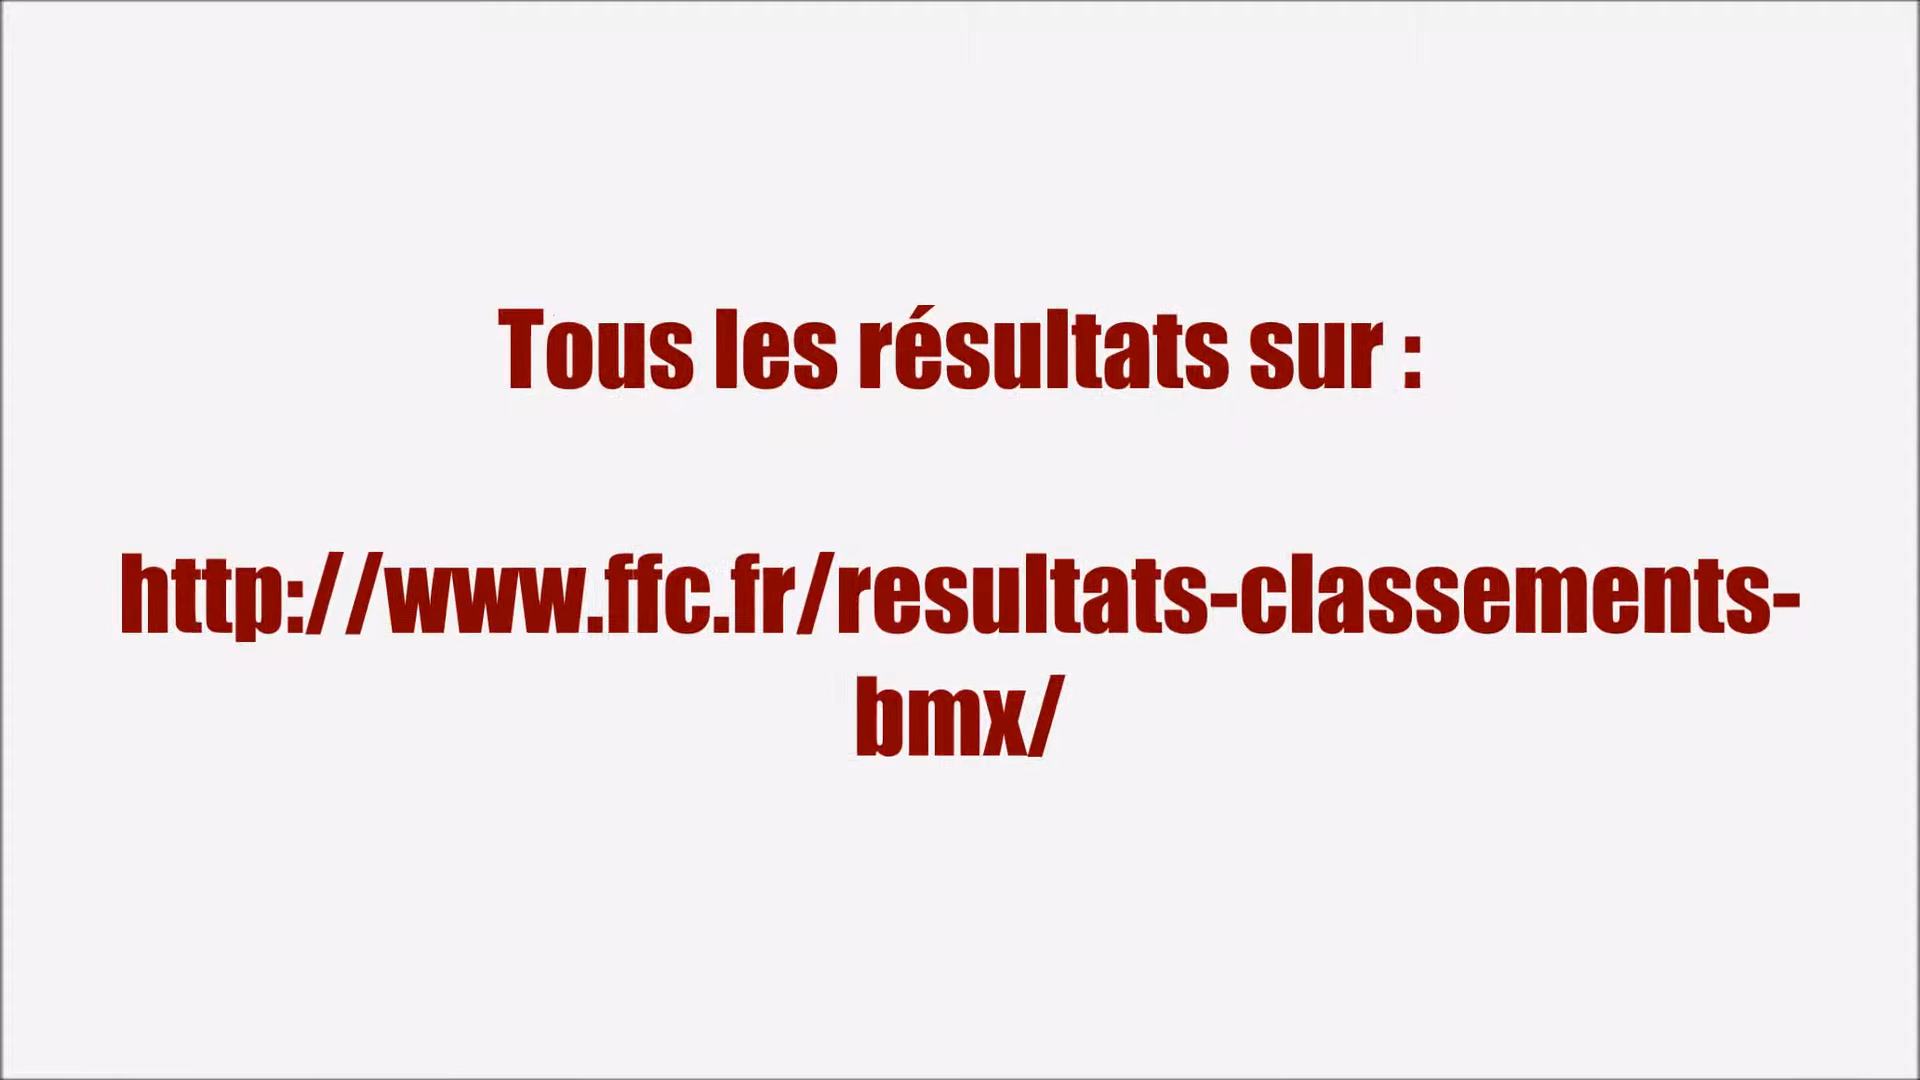 Tous les résultats sur :
http://www.ffc.fr/resultats-classements-
bmx/